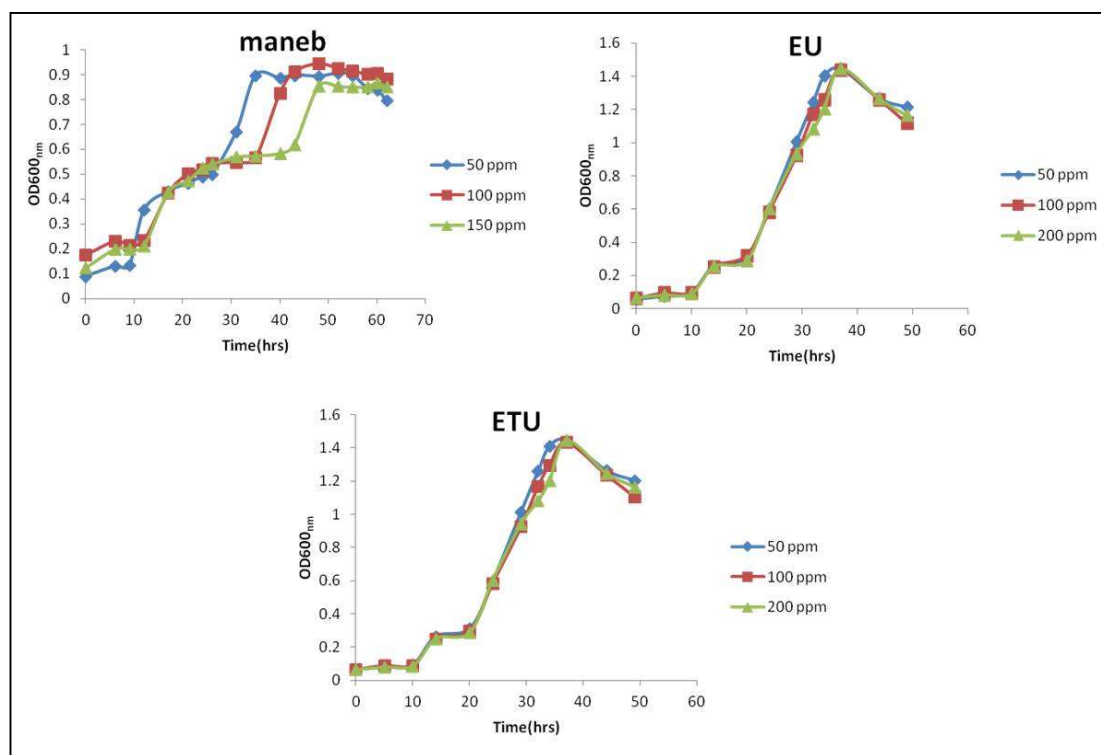 maneb
1
0.9
0.8
0.7
0.6
0.5
0.4
0.3
0.2
0.1
0
OD600nm
0 10 20 30 40 50 60 70
Time(hrs)
50 ppm
100 ppm
150 ppm
EU
1.6
1.4
1.2
1
0.8
0.6
0.4
0.2
0
OD600nm
0 10 20 30 40 50 60
Time(hrs)
50 ppm
100 ppm
200 ppm
ETU
1.6
1.4
1.2
1
0.8
0.6
0.4
0.2
0
OD600nm
0 10 20 30 40 50 60
Time(hrs)
50 ppm
100 ppm
200 ppm